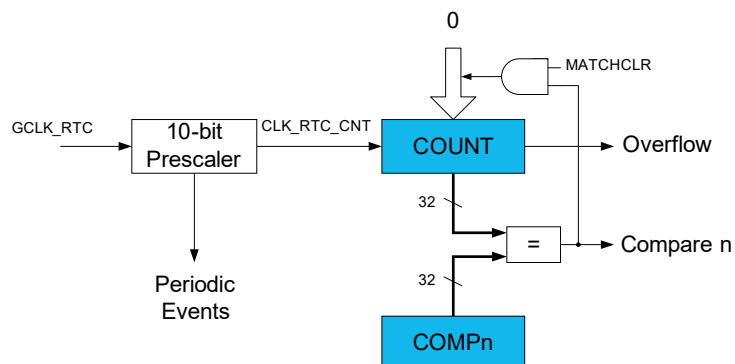 0
MATCHCLR
GCLK_RTC
10-bit
Prescaler
CLK_RTC_CNT
COUNT
Overflow
32
=
Compare n
Periodic
Events
32
COMPn